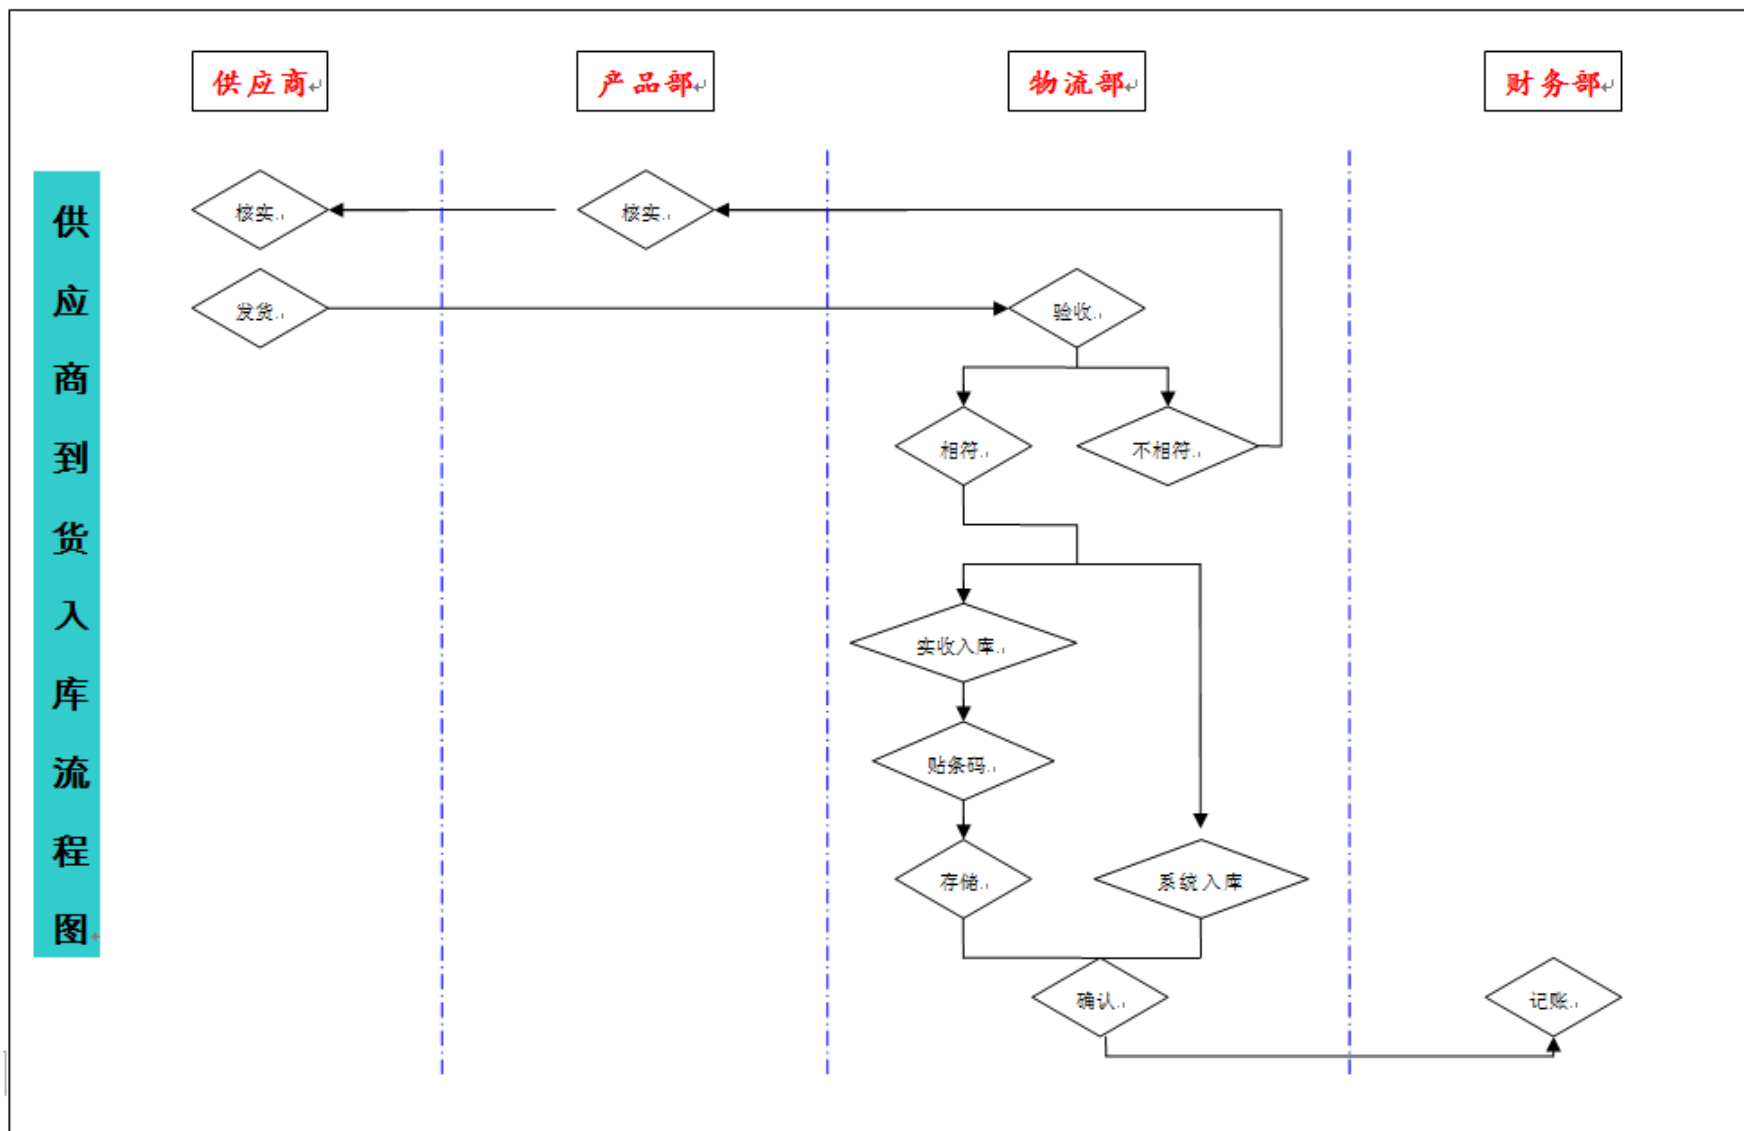 供应商
产品部
物流部
财务部
供应商到货入库流程图
核实
核实
发货
验收
相符
不相符
实收入库
贴条码
存储
系统入库
确认
记账